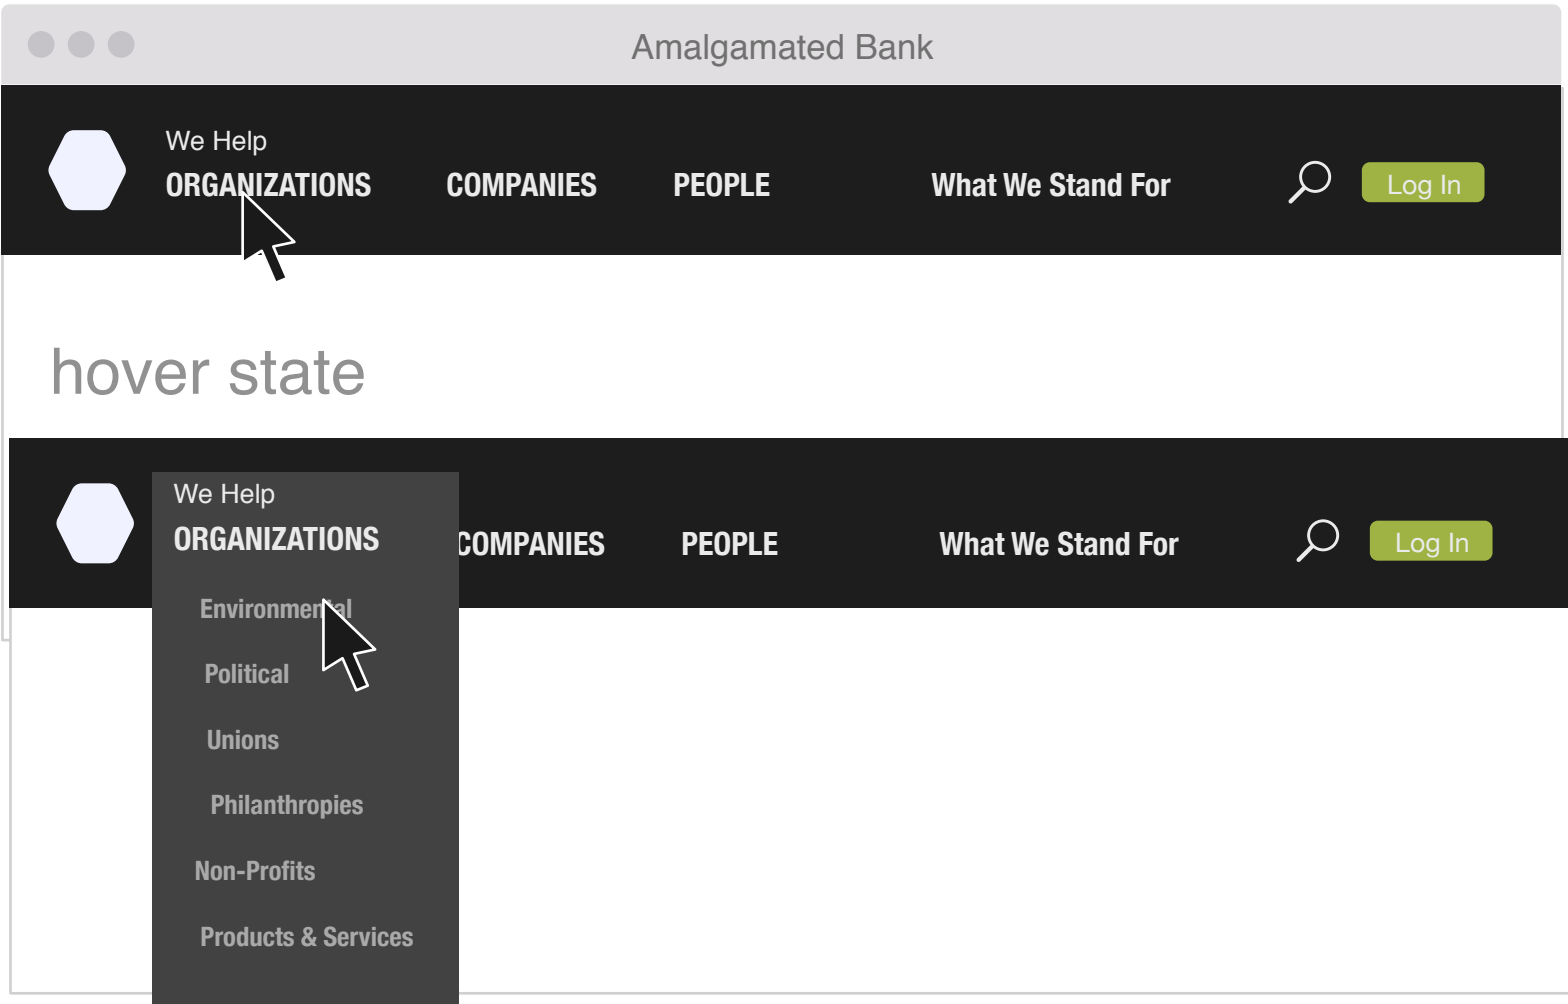 Amalgamated Bank
We Help
ORGANIZATIONS COMPANIES PEOPLE What We Stand For Log In
hover state
We Help
ORGANIZATIONS COMPANIES PEOPLE What We Stand For Log In
Environmental
Political
Unions
Philanthropies
Non-Profits
Products & Services